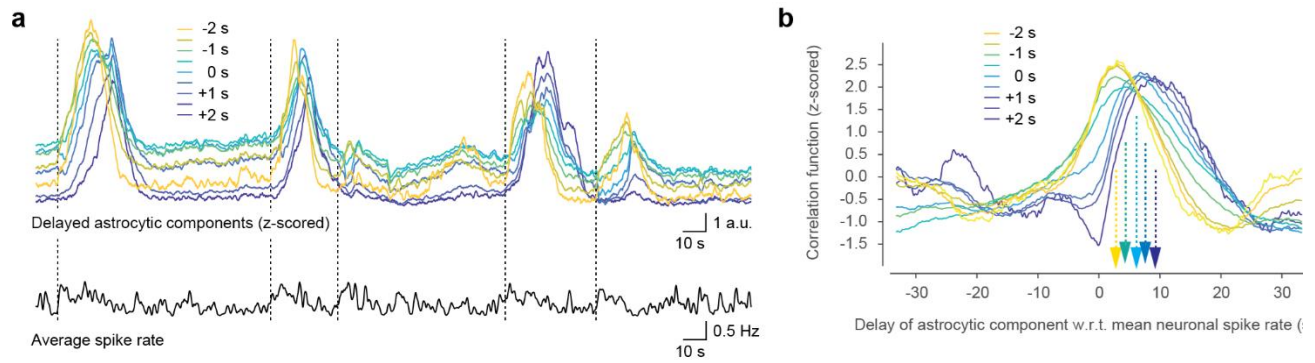 a
-2 s
-1 s
0 s
+1 s
+2 s
Delayed astrocytic components (z-scored)
1 a.u.
10 s
Average spike rate
0.5 Hz
10 s
b
Correlation function (z-scored)
2.5
2.0
1.5
1.0
0.5
0.0
-0.5
-1.0
-1.5
-2 s
-1 s
0 s
+1 s
+2 s
-30
-20
-10
0
10
20
30
Delay of astrocytic component w.r.t. mean neuronal spike rate (s